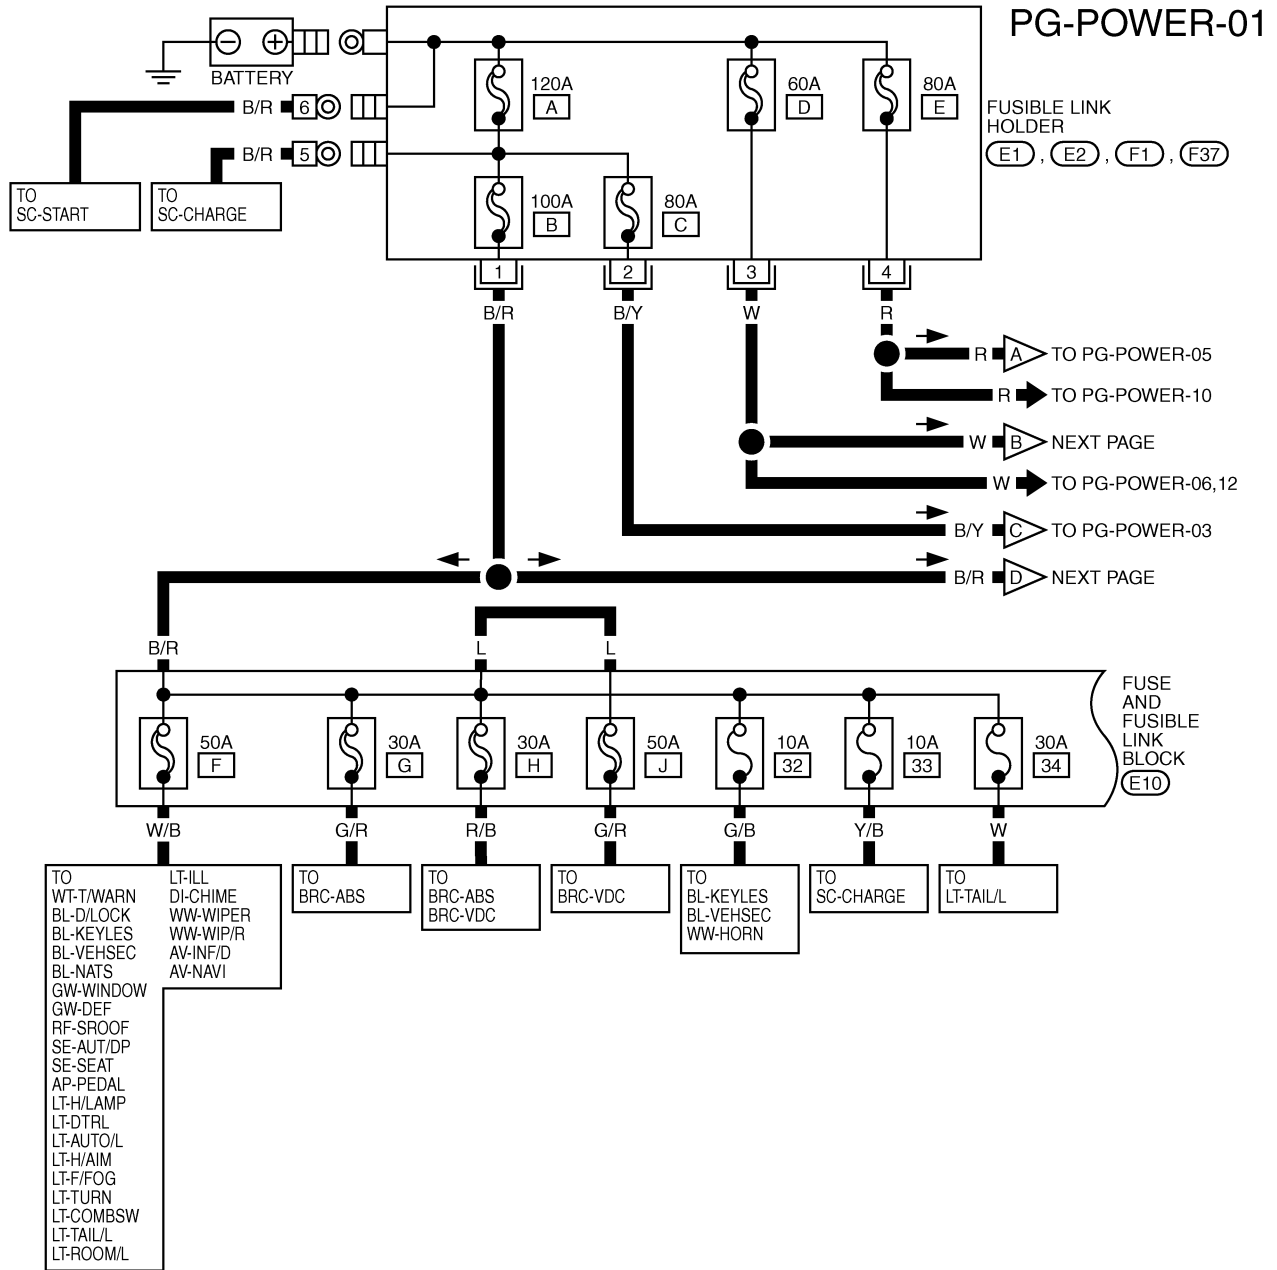 PG-POWER-01
BATTERY
B/R 6
B/R 5
TO
SC-START
TO
SC-CHARGE
120A
A
60A
D
80A
E
100A
B
80A
C
FUSIBLE LINK
HOLDER
E1 , E2 , F1 , F37
1 2 3 4
B/R B/Y W R
R A TO PG-POWER-05
R TO PG-POWER-10
W B NEXT PAGE
W TO PG-POWER-06,12
B/Y C TO PG-POWER-03
B/R D NEXT PAGE
B/R L L
FUSE
AND
FUSIBLE
LINK
BLOCK
E10
50A
F
30A
G
30A
H
50A
J
10A
32
10A
33
30A
34
W/B G/R R/B G/R G/B Y/B W
TO
WT-T/WARN
BL-D/LOCK
BL-KEYLES
BL-VEHSEC
BL-NATS
GW-WINDOW
GW-DEF
RF-SROOF
SE-AUT/DP
SE-SEAT
AP-PEDAL
LT-H/LAMP
LT-DTRL
LT-AUTO/L
LT-H/AIM
LT-F/FOG
LT-TURN
LT-COMBSW
LT-TAIL/L
LT-ROOM/L
LT-ILL
DI-CHIME
WW-WIPER
WW-WIP/R
AV-INF/D
AV-NAVI
TO
BRC-ABS
TO
BRC-ABS
BRC-VDC
TO
BRC-VDC
TO
BL-KEYLES
BL-VEHSEC
WW-HORN
TO
SC-CHARGE
TO
LT-TAIL/L